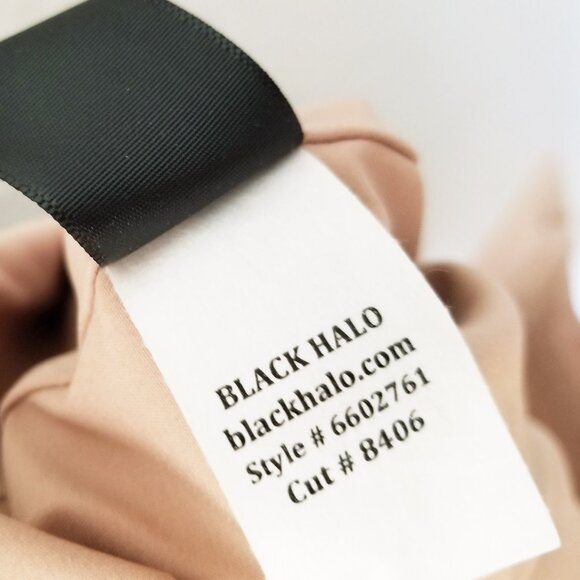 BLACK HALO
blackhalo.com
Style # 6602761
Cut # 8406